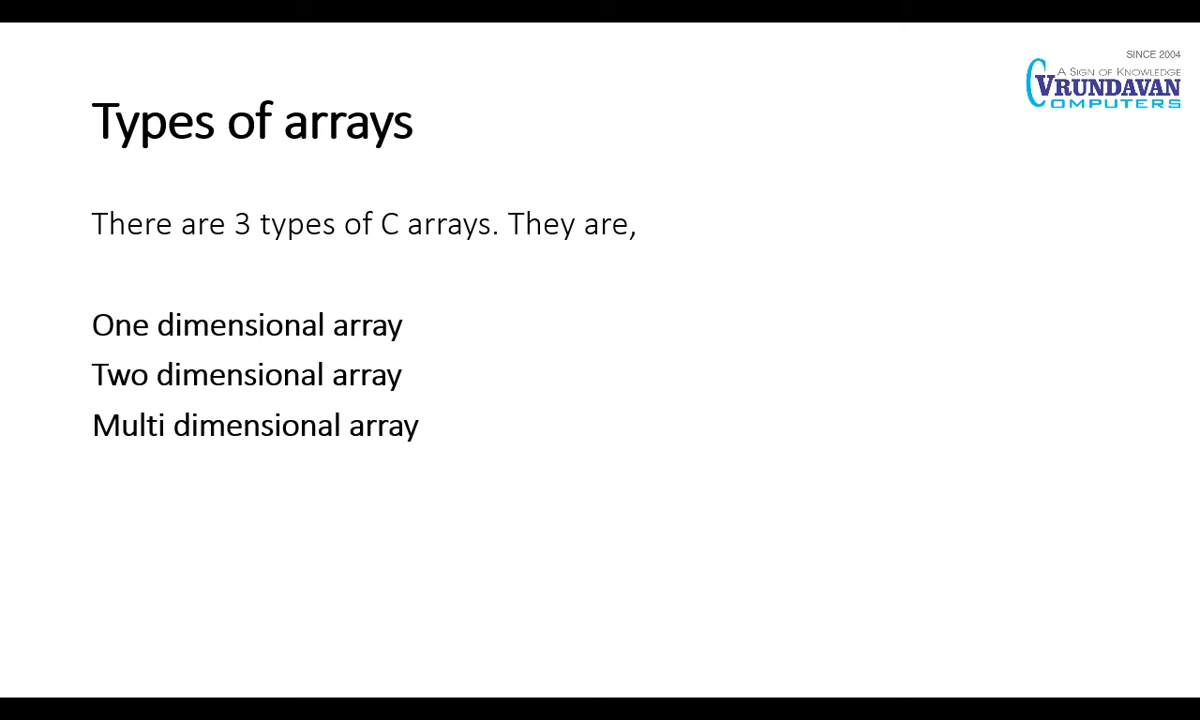 SINCE 2004
A SIGN OF KNOWLEDGE
VRUNDAVAN
COMPUTERS
Types of arrays
There are 3 types of C arrays. They are,
One dimensional array
Two dimensional array
Multi dimensional array